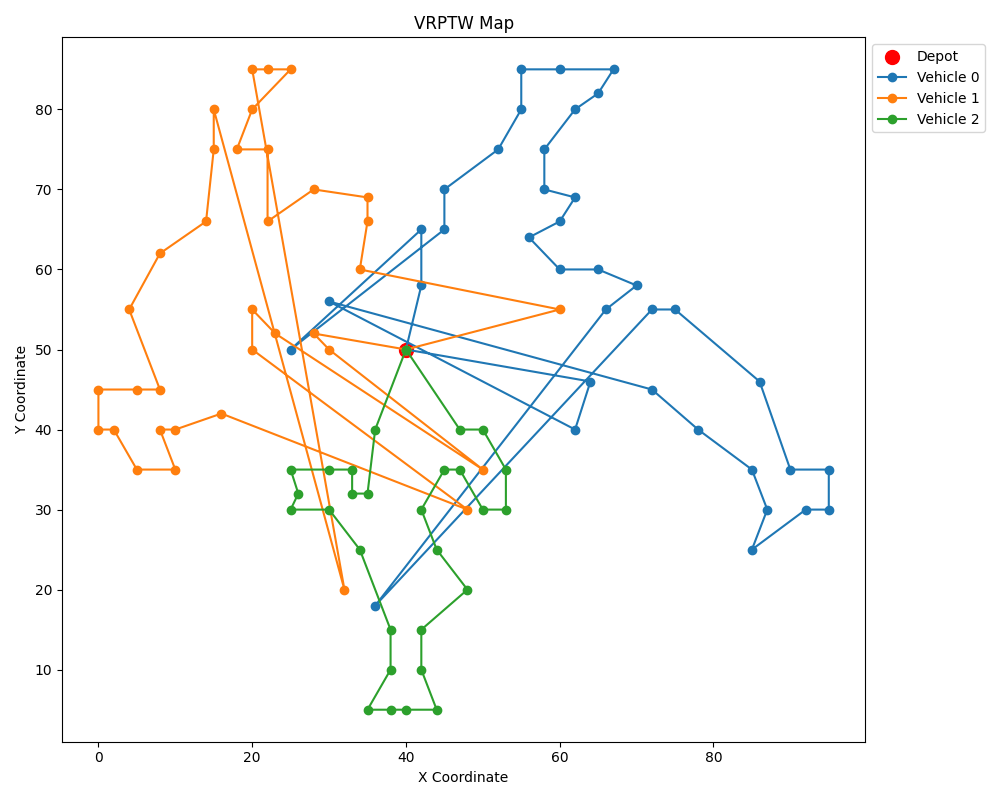 VRPTW Map
Depot
Vehicle 0
Vehicle 1
Vehicle 2
Y Coordinate
80
70
60
50
40
30
20
10
0 20 40 60 80
X Coordinate